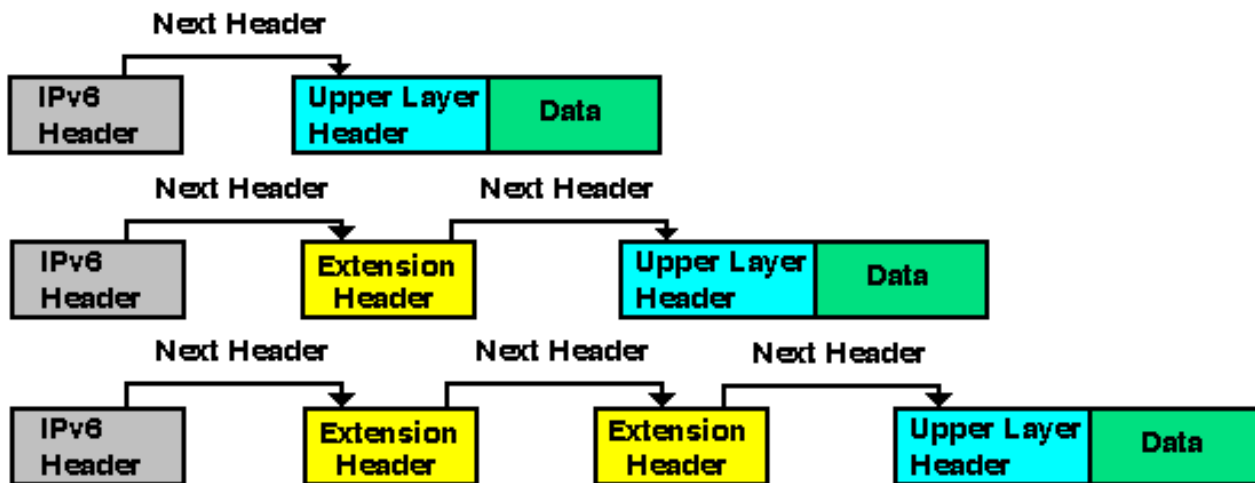 Next Header
IPv6 Upper Layer Data
Header Header
Next Header Next Header
IPv6 Extension Upper Layer Data
Header Header Header
Next Header Next Header Next Header
IPv6 Extension Extension Upper Layer Data
Header Header Header Header